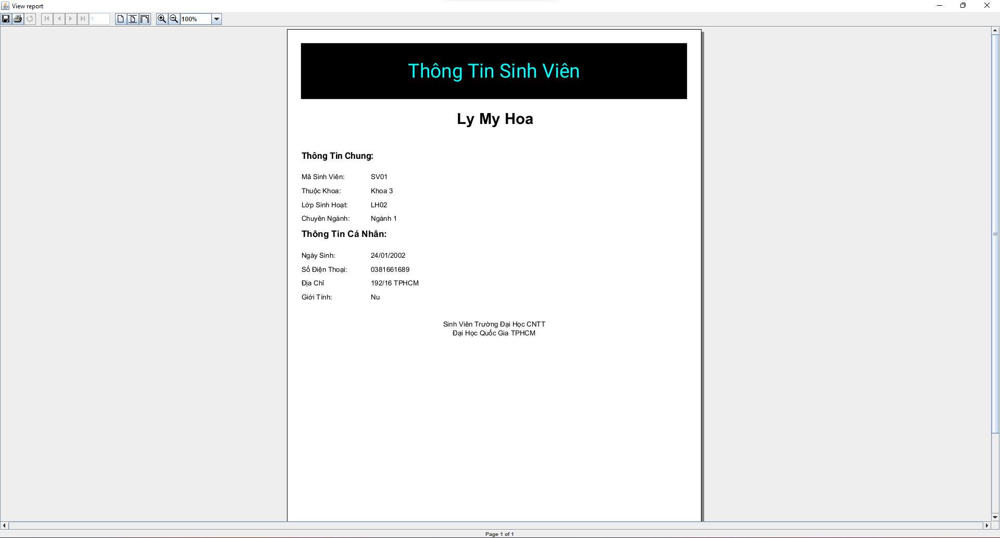 View report
1
100%
Thông Tin Sinh Viên
Ly My Hoa
Thông Tin Chung:
Mã Sinh Viên: SV01
Thuộc Khoa: Khoa 3
Lớp Sinh Hoạt: LH02
Chuyên Ngành: Ngành 1
Thông Tin Cá Nhân:
Ngày Sinh: 24/01/2002
Số Điện Thoại: 0381661689
Địa Chỉ 192/16 TPHCM
Giới Tính: Nu
Sinh Viên Trường Đại Học CNTT
Đại Học Quốc Gia TPHCM
Page 1 of 1